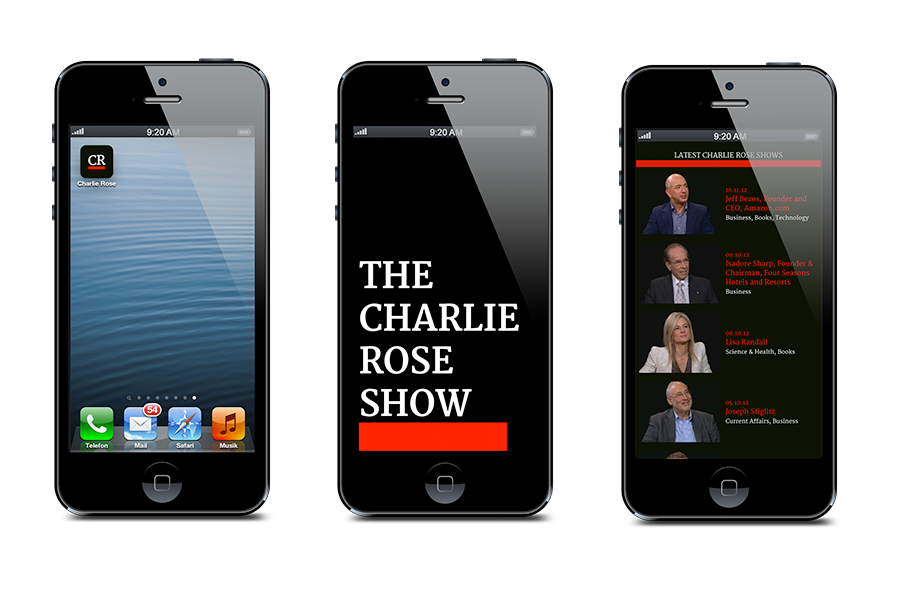 9:20 AM
CR
Charlie Rose
54
Telefon
Mail
Safari
Musik
9:20 AM
THE
CHARLIE
ROSE
SHOW
9:20 AM
LATEST CHARLIE ROSE SHOWS
16.11.12
Jeff Bezos, Founder and
CEO, Amazon.com
Business, Books, Technology
09.10.12
Isadore Sharp, Founder &
Chairman, Four Seasons
Hotels and Resorts
Business
08.10.12
Lisa Randall
Science & Health, Books
05.10.12
Joseph Stiglitz
Current Affairs, Business